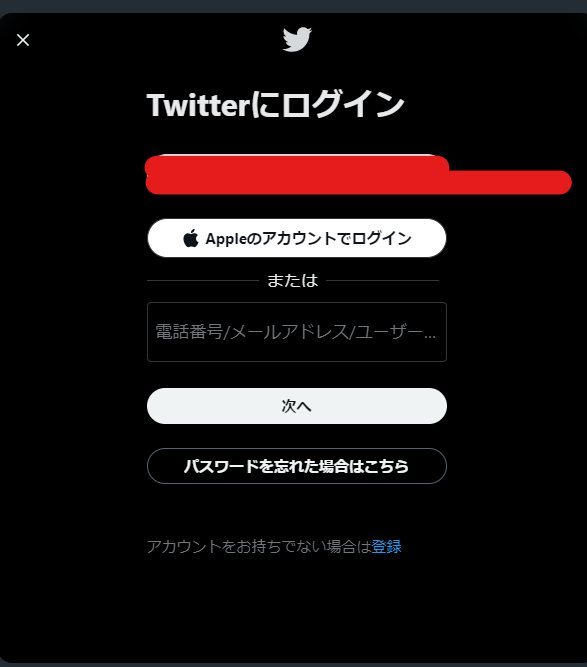 Twitterにログイン
Appleのアカウントでログイン
または
電話番号/メールアドレス/ユーザー...
次へ
パスワードを忘れた場合はこちら
アカウントをお持ちでない場合は登録